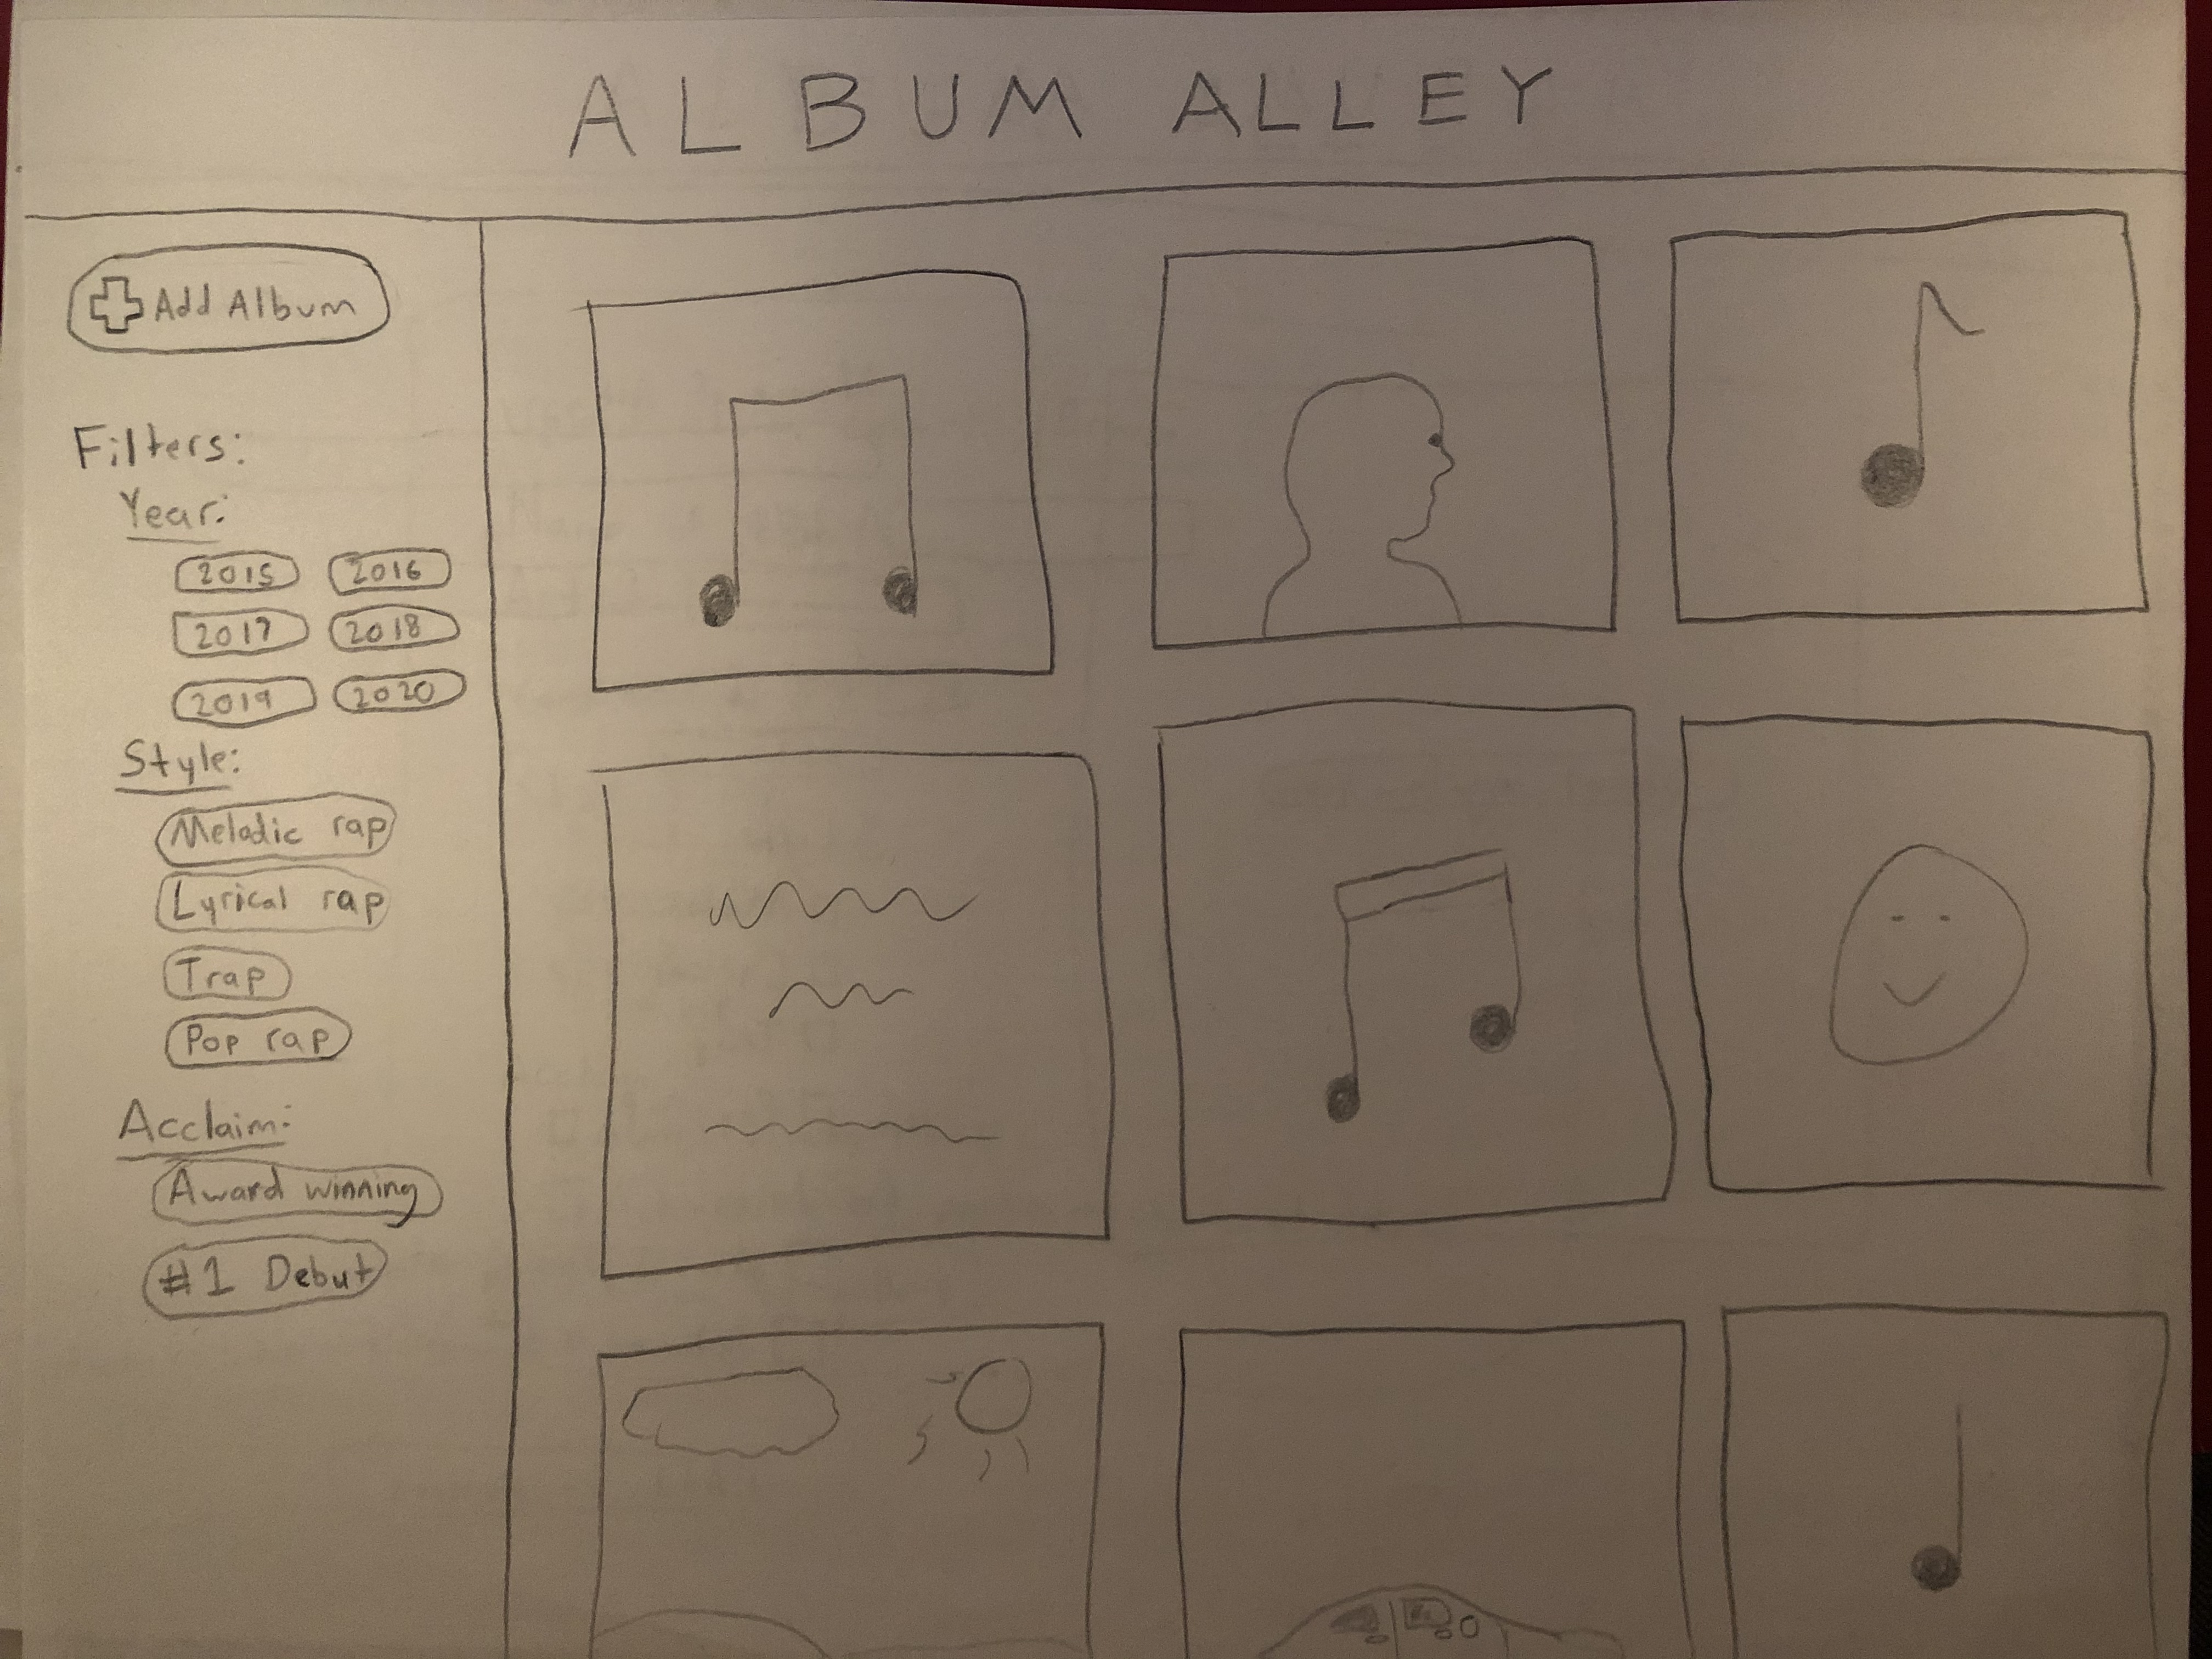 ALBUM ALLEY
Add Album
Filters:
Year:
2015 2016
2017 2018
2019 2020
Style:
Melodic rap
Lyrical rap
Trap
Pop rap
Acclaim:
Award winning
#1 Debut